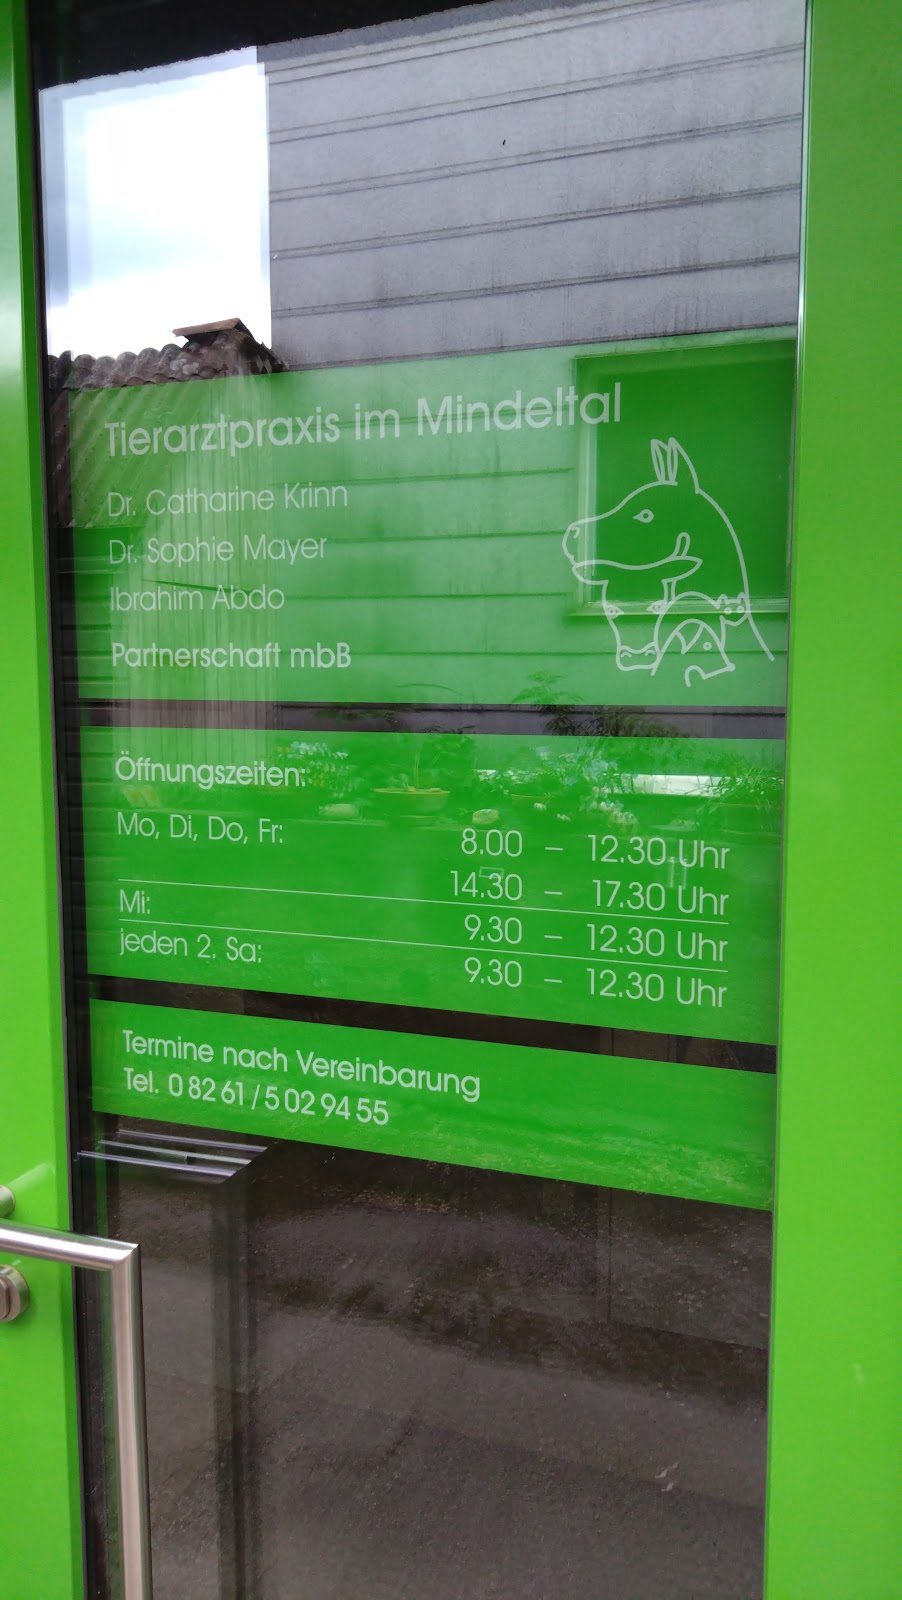 Tierarztpraxis im Mindeltal
Dr. Catharine Krinn
Dr. Sophie Mayer
Ibrahim Abdo
Partnerschaft mbB
Öffnungszeiten:
Mo, Di, Do, Fr: 8.00 – 12.30 Uhr
14.30 – 17.30 Uhr
Mi: 9.30 – 12.30 Uhr
jeden 2. Sa: 9.30 – 12.30 Uhr
Termine nach Vereinbarung
Tel. 0 82 61 / 5 02 94 55